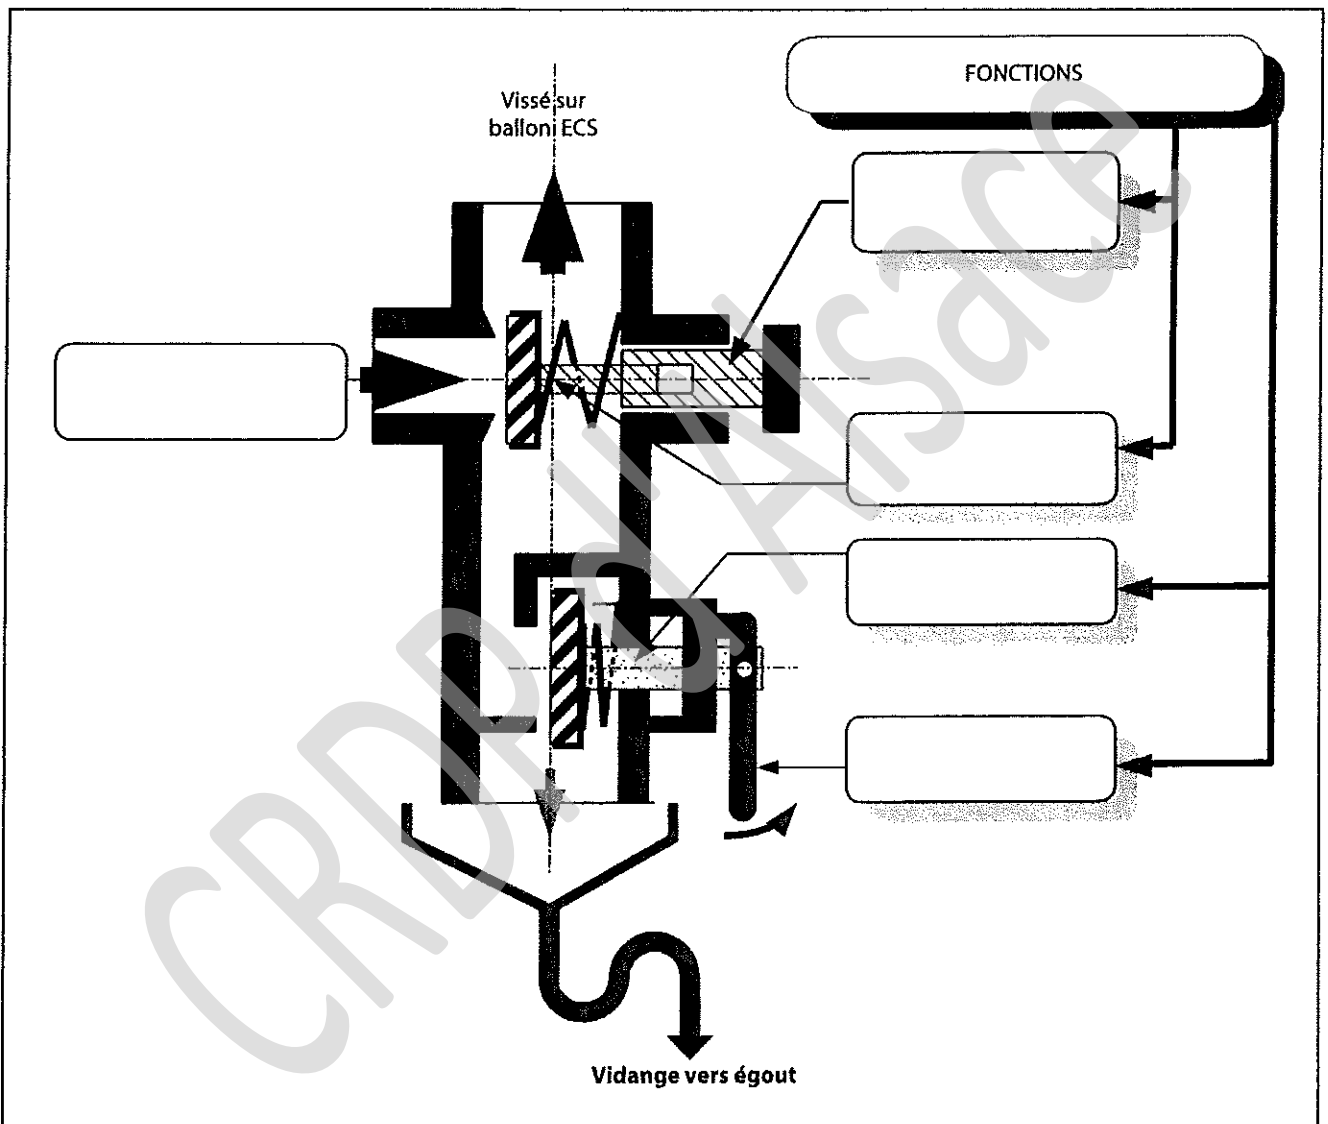 FONCTIONS
Vissé sur
ballon ECS
Vidange vers égout
CRDP d'Alsace